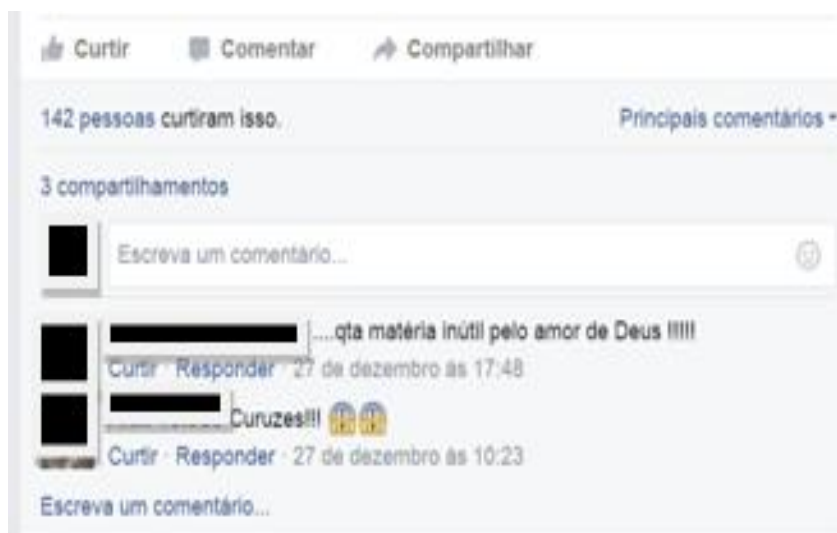 Curtir Comentar Compartilhar
142 pessoas curtiram isso. Principais comentários
3 compartilhamentos
Escreva um comentário...
....qta matéria inútil pelo amor de Deus !!!!!
Curtir · Responder · 27 de dezembro às 17:48
Curuzes!!!
Curtir · Responder · 27 de dezembro às 10:23
Escreva um comentário...